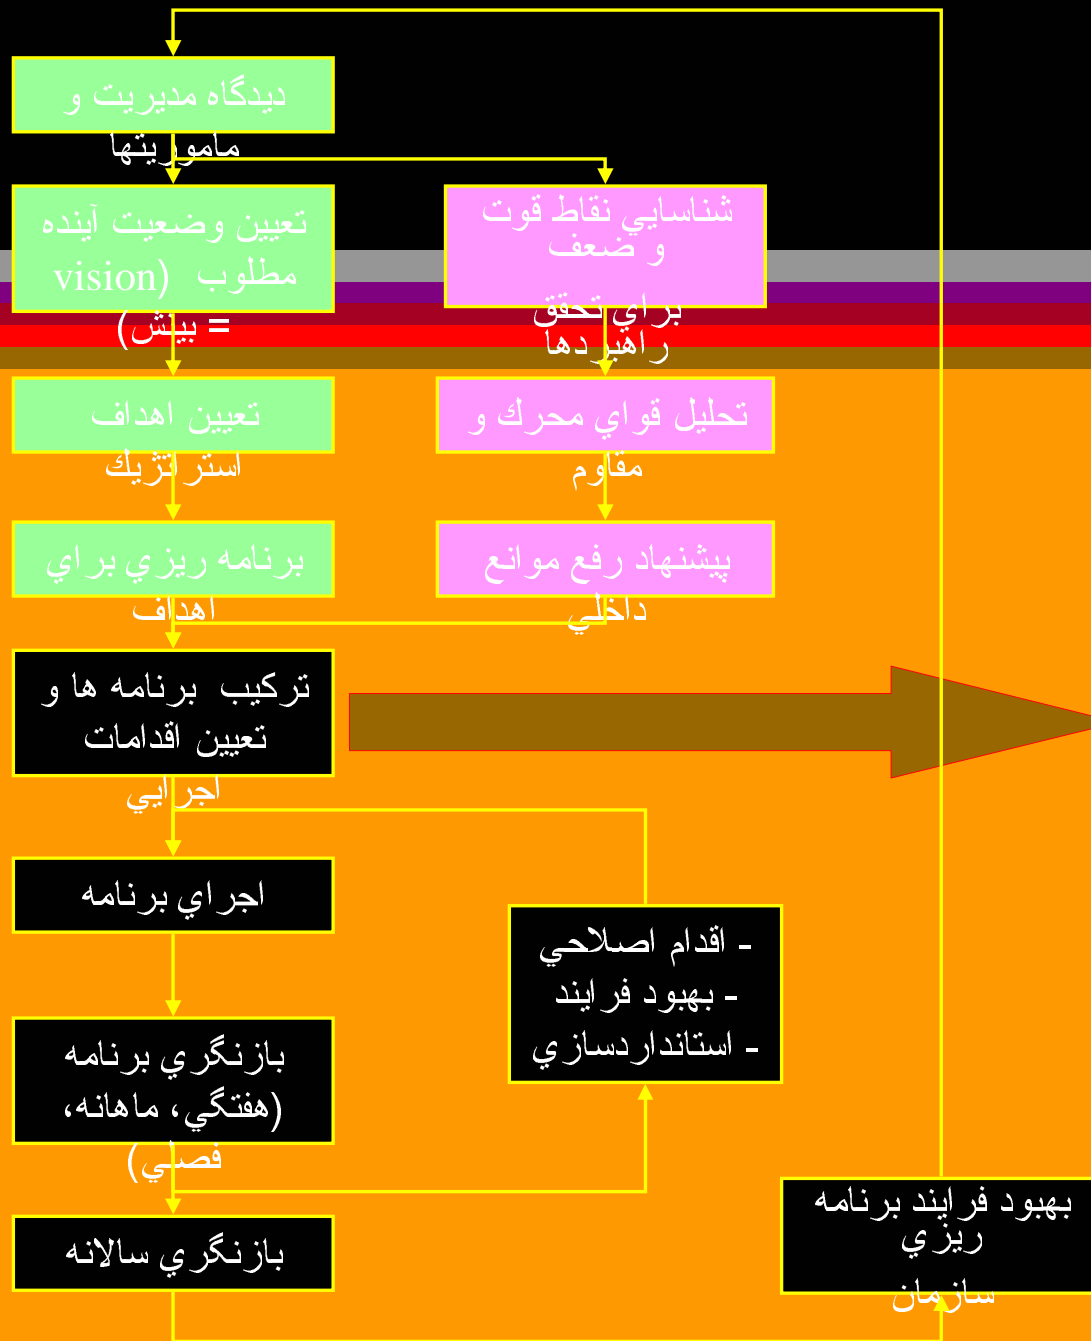 ديدگاه مديريت و
ماموريتها
تعيين وضعيت آينده
مطلوب (vision
= بينش)
تعيين اهداف
استراتژيك
برنامه ريزي براي
اهداف
شناسايي نقاط قوت
و ضعف
براي تحقق
راهبردها
تحليل قواي محرك و
مقاوم
پيشنهاد رفع موانع
داخلي
تركيب برنامه ها و
تعيين اقدامات
اجرايي
اجراي برنامه
- اقدام اصلاحي
- بهبود فرايند
- استانداردسازي
بازنگري برنامه
(هفتگي، ماهانه،
فصلي)
بازنگري سالانه
بهبود فرايند برنامه
ريزي
سازمان